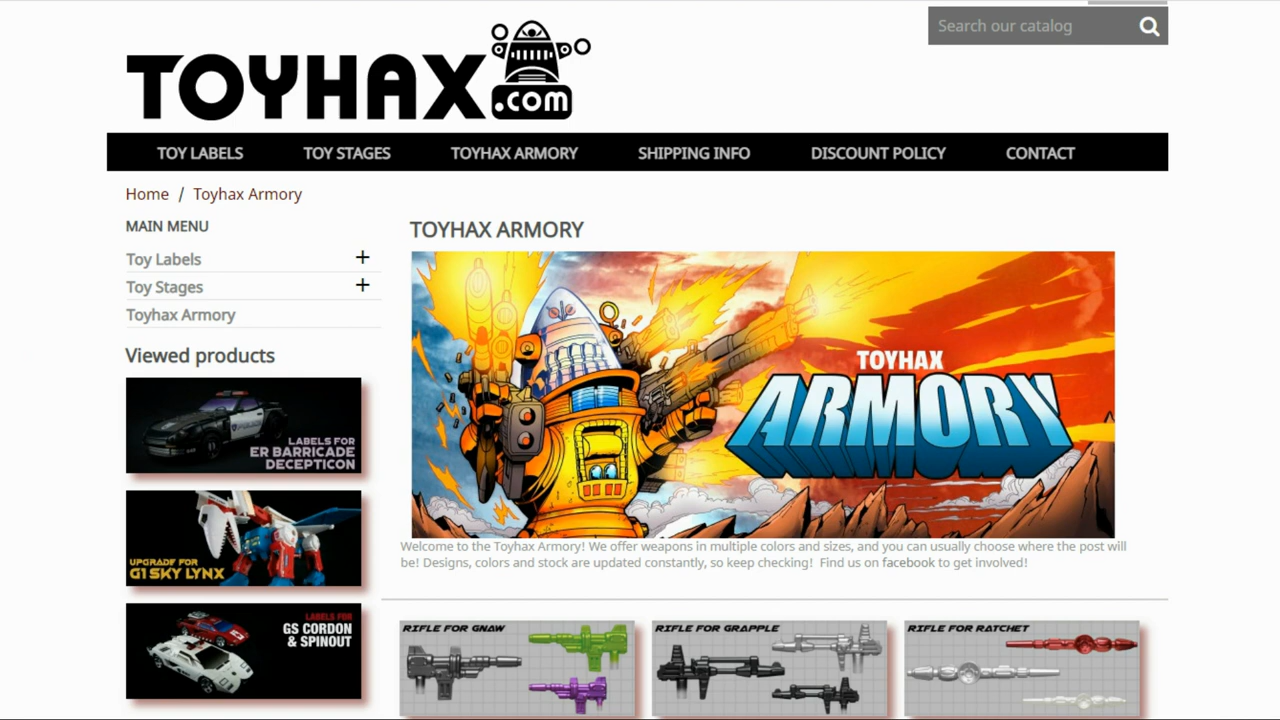 Search our catalog
TOYHAX
.com
TOY LABELS
TOY STAGES
TOYHAX ARMORY
SHIPPING INFO
DISCOUNT POLICY
CONTACT
Home / Toyhax Armory
MAIN MENU
Toy Labels +
Toy Stages +
Toyhax Armory
Viewed products
LABELS FOR
ER BARRICADE
DECEPTICON
UPGRADE FOR
G1 SKY LYNX
LABELS FOR
GS CORDON
& SPINOUT
TOYHAX ARMORY
TOYHAX
ARMORY
Welcome to the Toyhax Armory! We offer weapons in multiple colors and sizes, and you can usually choose where the post will
be! Designs, colors and stock are updated constantly, so keep checking! Find us on facebook to get involved!
RIFLE FOR GNAW
RIFLE FOR GRAPPLE
RIFLE FOR RATCHET